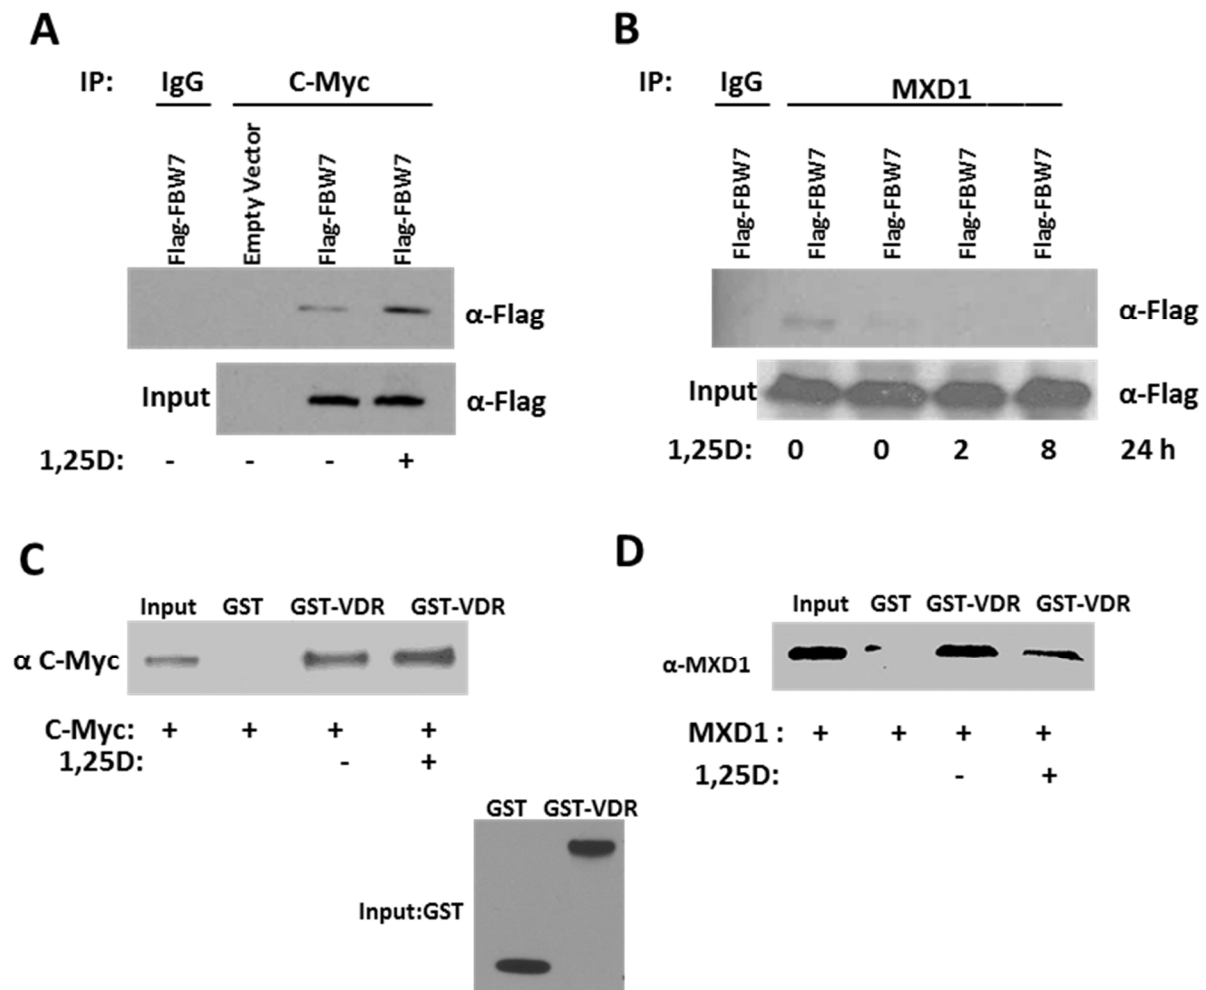 A
IP: IgG C-Myc
Flag-FBW7 Empty Vector Flag-FBW7 Flag-FBW7
α-Flag
Input α-Flag
1,25D: - - - +
B
IP: IgG MXD1
Flag-FBW7 Flag-FBW7 Flag-FBW7 Flag-FBW7 Flag-FBW7
α-Flag
Input α-Flag
1,25D: 0 0 2 8 24 h
C
Input GST GST-VDR GST-VDR
α C-Myc
C-Myc: + + + +
1,25D: - +
GST GST-VDR
Input:GST
D
Input GST GST-VDR GST-VDR
α-MXD1
MXD1 : + + + +
1,25D: - +